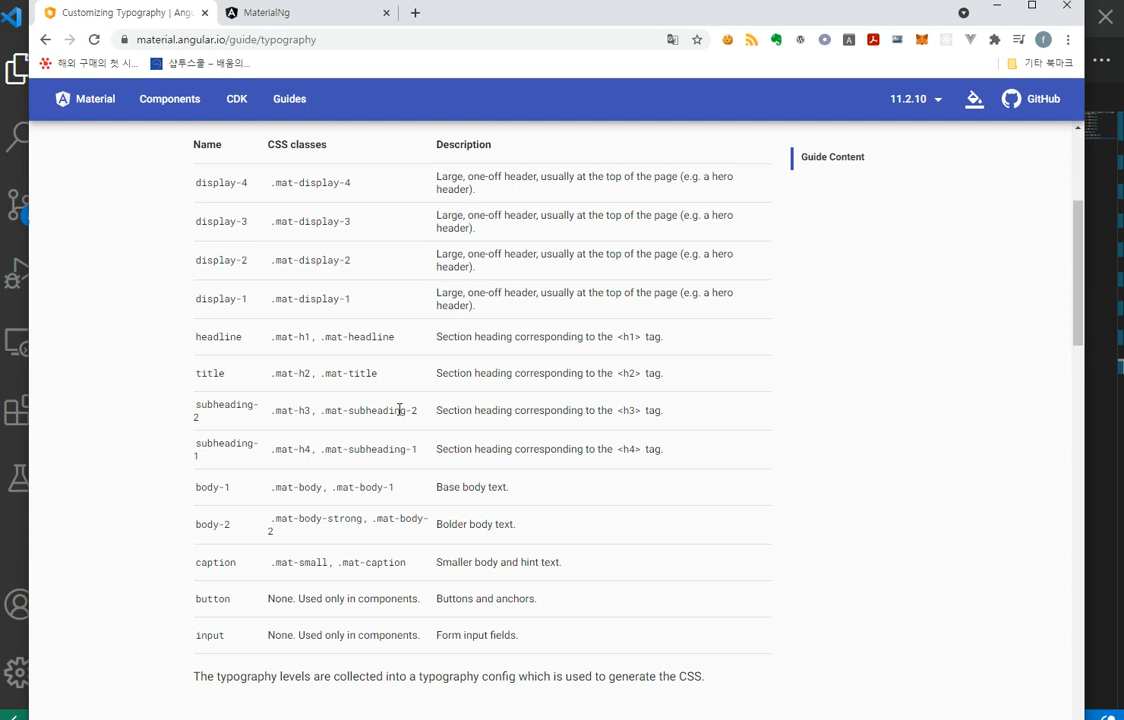 Customizing Typography | Angu
MaterialNg
material.angular.io/guide/typography
해외 구매의 첫 시...
샵투스쿨 – 배움의...
기타 북마크
Material Components CDK Guides 11.2.10 GitHub
Name CSS classes Description
Guide Content
display-4 .mat-display-4 Large, one-off header, usually at the top of the page (e.g. a hero
header).
display-3 .mat-display-3 Large, one-off header, usually at the top of the page (e.g. a hero
header).
display-2 .mat-display-2 Large, one-off header, usually at the top of the page (e.g. a hero
header).
display-1 .mat-display-1 Large, one-off header, usually at the top of the page (e.g. a hero
header).
headline .mat-h1, .mat-headline Section heading corresponding to the <h1> tag.
title .mat-h2, .mat-title Section heading corresponding to the <h2> tag.
subheading-
2 .mat-h3, .mat-subheading-2 Section heading corresponding to the <h3> tag.
subheading-
1 .mat-h4, .mat-subheading-1 Section heading corresponding to the <h4> tag.
body-1 .mat-body, .mat-body-1 Base body text.
body-2 .mat-body-strong, .mat-body-
2 Bolder body text.
caption .mat-small, .mat-caption Smaller body and hint text.
button None. Used only in components. Buttons and anchors.
input None. Used only in components. Form input fields.
The typography levels are collected into a typography config which is used to generate the CSS.